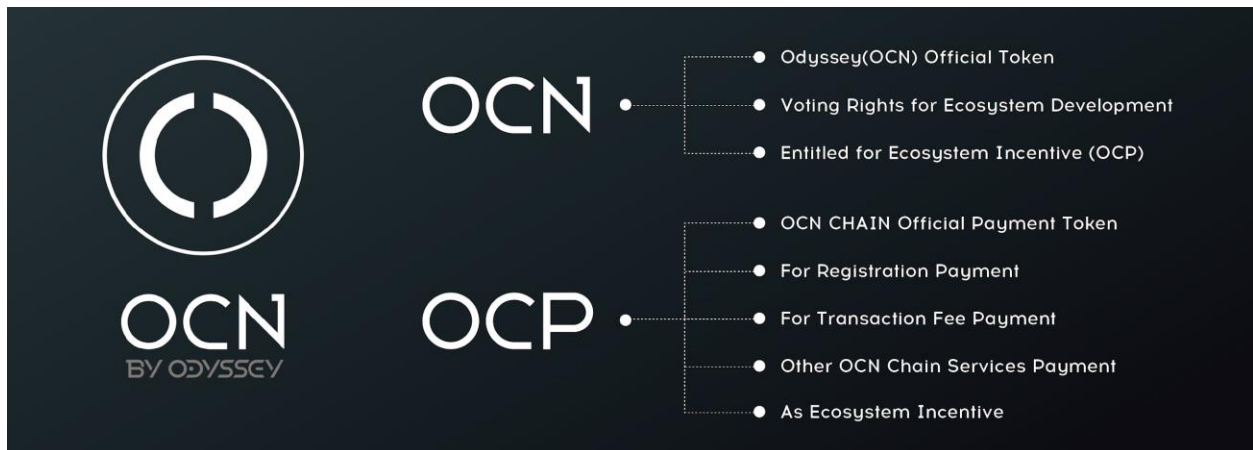 OCN
BY ODYSSEY
OCN
Odyssey(OCN) Official Token
Voting Rights for Ecosystem Development
Entitled for Ecosystem Incentive (OCP)
OCP
OCN CHAIN Official Payment Token
For Registration Payment
For Transaction Fee Payment
Other OCN Chain Services Payment
As Ecosystem Incentive